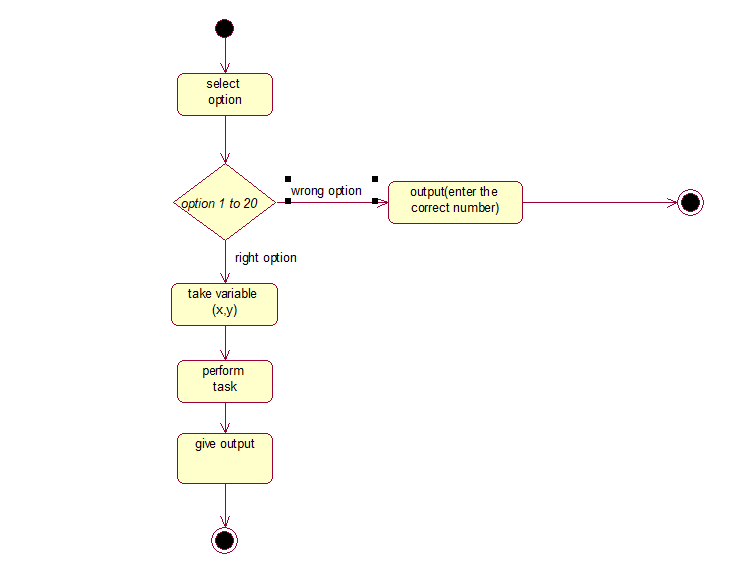 select
option
option 1 to 20
wrong option
output(enter the
correct number)
right option
take variable
(x,y)
perform
task
give output